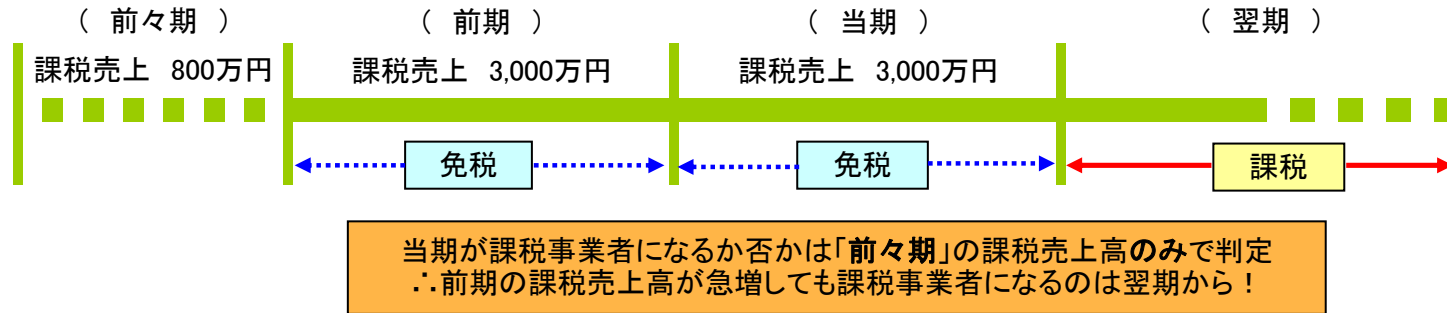 （ 前々期 ）
（ 前期 ）
（ 当期 ）
（ 翌期 ）
課税売上 800万円
課税売上 3,000万円
課税売上 3,000万円
免税
免税
課税
当期が課税事業者になるか否かは「前々期」の課税売上高のみで判定
∴前期の課税売上高が急増しても課税事業者になるのは翌期から！